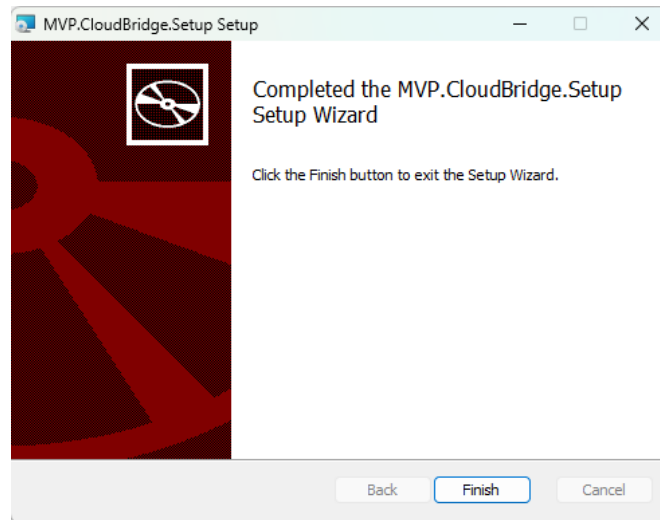 MVP.CloudBridge.Setup Setup
Completed the MVP.CloudBridge.Setup
Setup Wizard
Click the Finish button to exit the Setup Wizard.
Back
Finish
Cancel